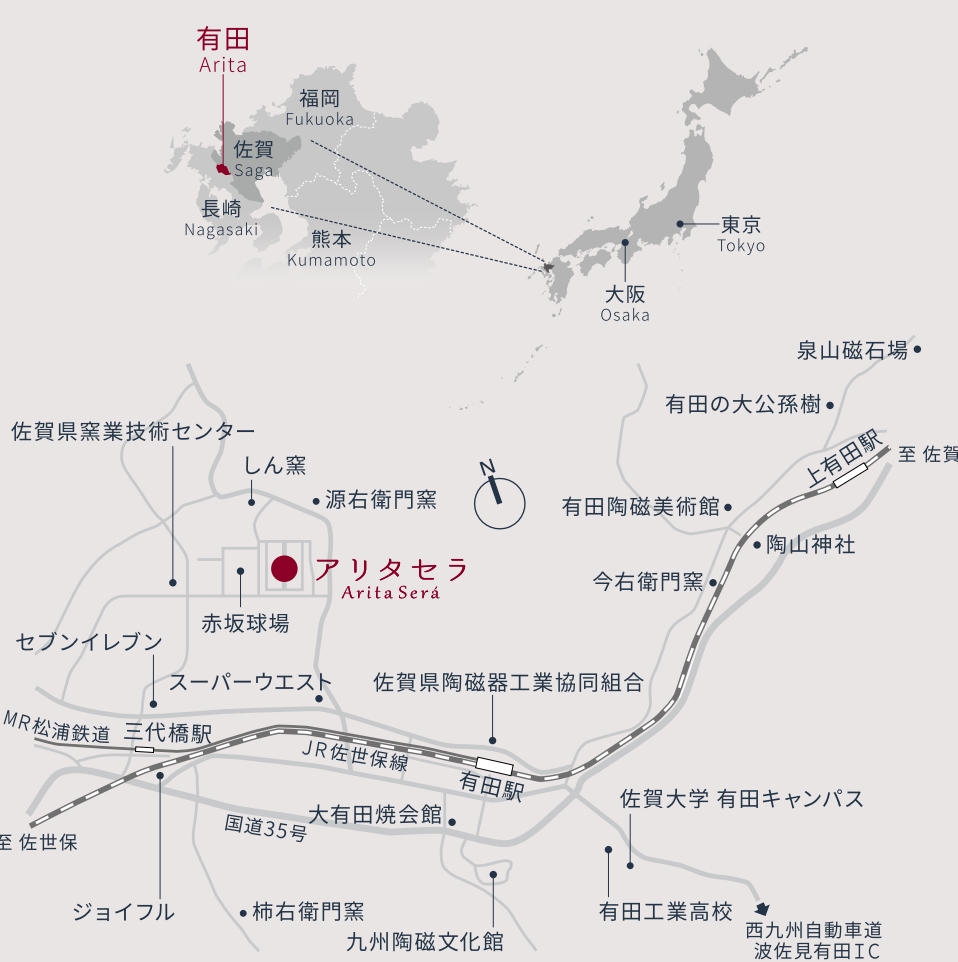 有田
Arita
福岡
Fukuoka
佐賀
Saga
長崎
Nagasaki
熊本
Kumamoto
東京
Tokyo
大阪
Osaka
泉山磁石場
有田の大公孫樹
佐賀県窯業技術センター
上有田駅
至 佐賀
しん窯
N
源右衛門窯
有田陶磁美術館
陶山神社
アリタセラ
Arita Será
今右衛門窯
赤坂球場
セブンイレブン
スーパーウエスト
佐賀県陶磁器工業協同組合
MR松浦鉄道
三代橋駅
JR佐世保線
有田駅
佐賀大学 有田キャンパス
大有田焼会館
国道35号
至 佐世保
ジョイフル
柿右衛門窯
有田工業高校
九州陶磁文化館
西九州自動車道
波佐見有田IC